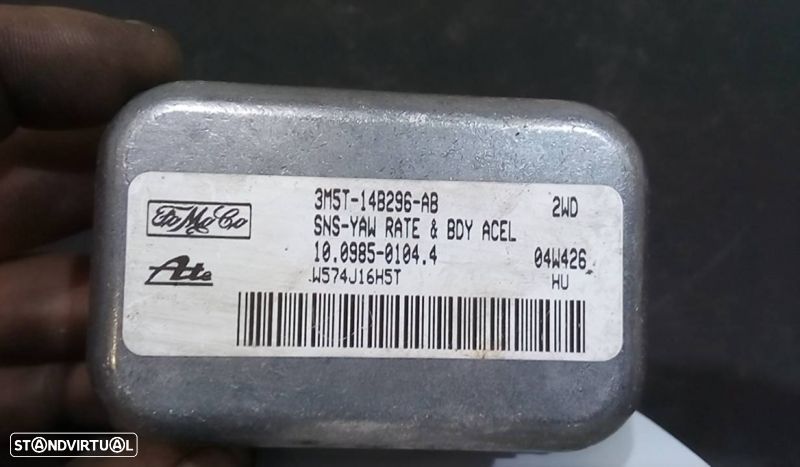 FoMoCo
3M5T-14B296-AB 2WD
SNS-YAW RATE & BDY ACEL
Ate
10.0985-0104.4 04W426
W574J16H5T HU
STANDVIRTUAL